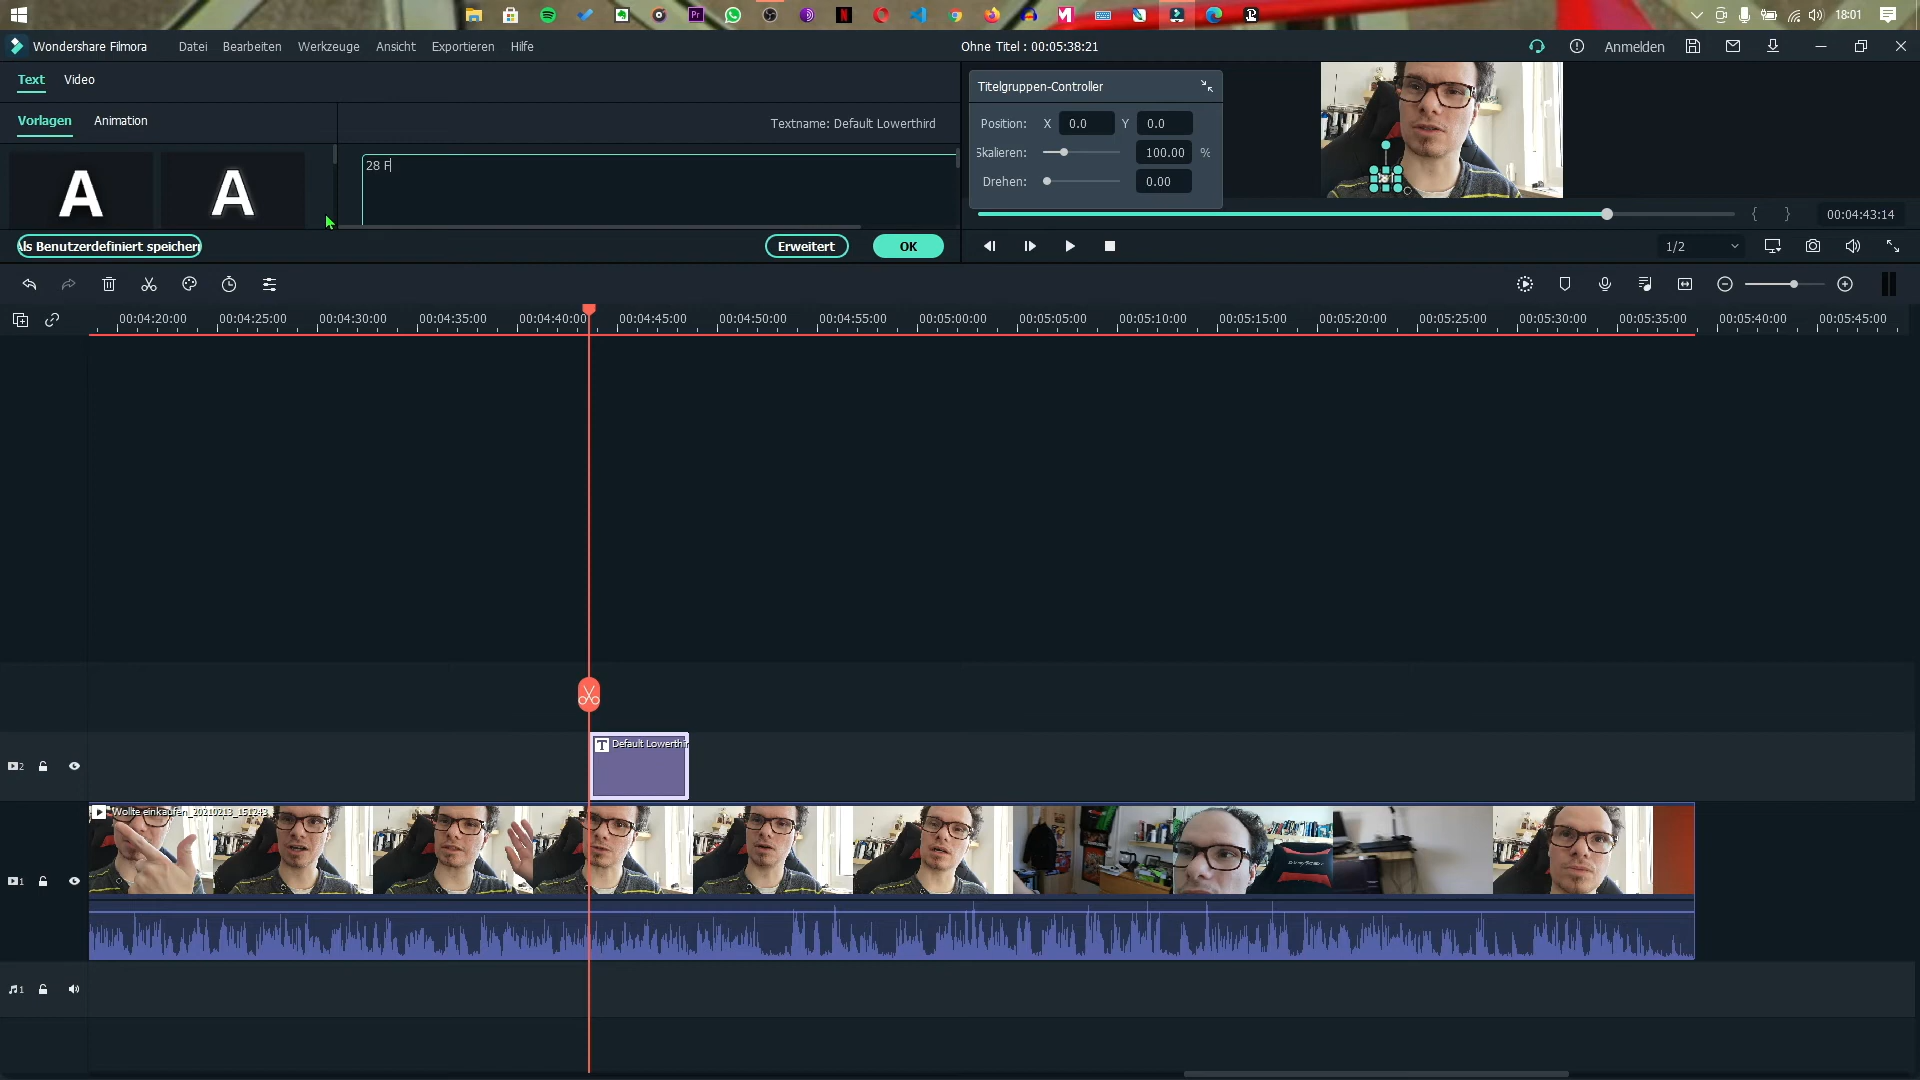 18:01
Wondershare Filmora
Datei
Bearbeiten
Werkzeuge
Ansicht
Exportieren
Hilfe
Ohne Titel : 00:05:38:21
Anmelden
Text
Video
Vorlagen
Animation
Textname: Default Lowerthird
28 F
A
A
Als Benutzerdefiniert speichern
Erweitert
OK
Titelgruppen-Controller
Position:
X
0.0
Y
0.0
Skalieren:
100.00
%
Drehen:
0.00
{ }
00:04:43:14
1/2
00:04:20:00
00:04:25:00
00:04:30:00
00:04:35:00
00:04:40:00
00:04:45:00
00:04:50:00
00:04:55:00
00:05:00:00
00:05:05:00
00:05:10:00
00:05:15:00
00:05:20:00
00:05:25:00
00:05:30:00
00:05:35:00
00:05:40:00
00:05:45:00
T
Default Lowerthir
2
Wollte einkaufen_20210213_151243
1
1